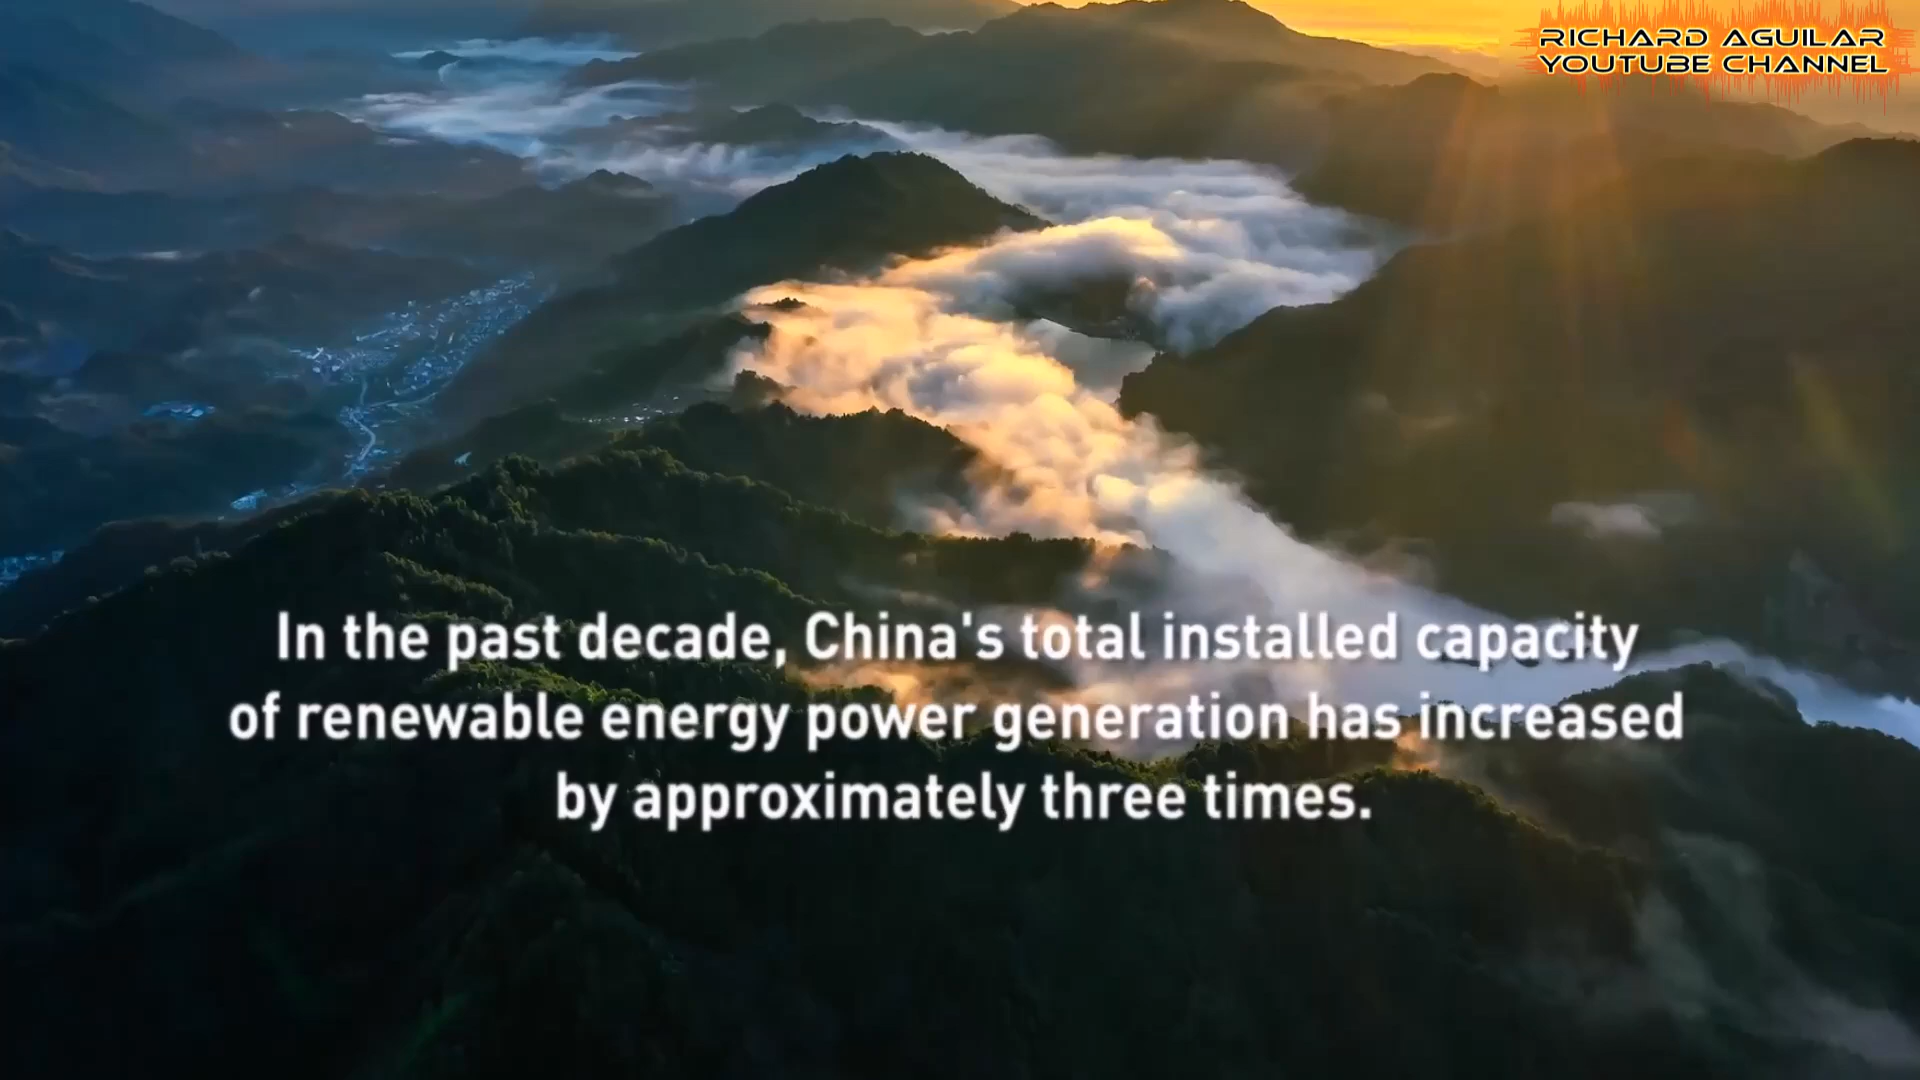 RICHARD AGUILAR
YOUTUBE CHANNEL
In the past decade, China's total installed capacity
of renewable energy power generation has increased
by approximately three times.